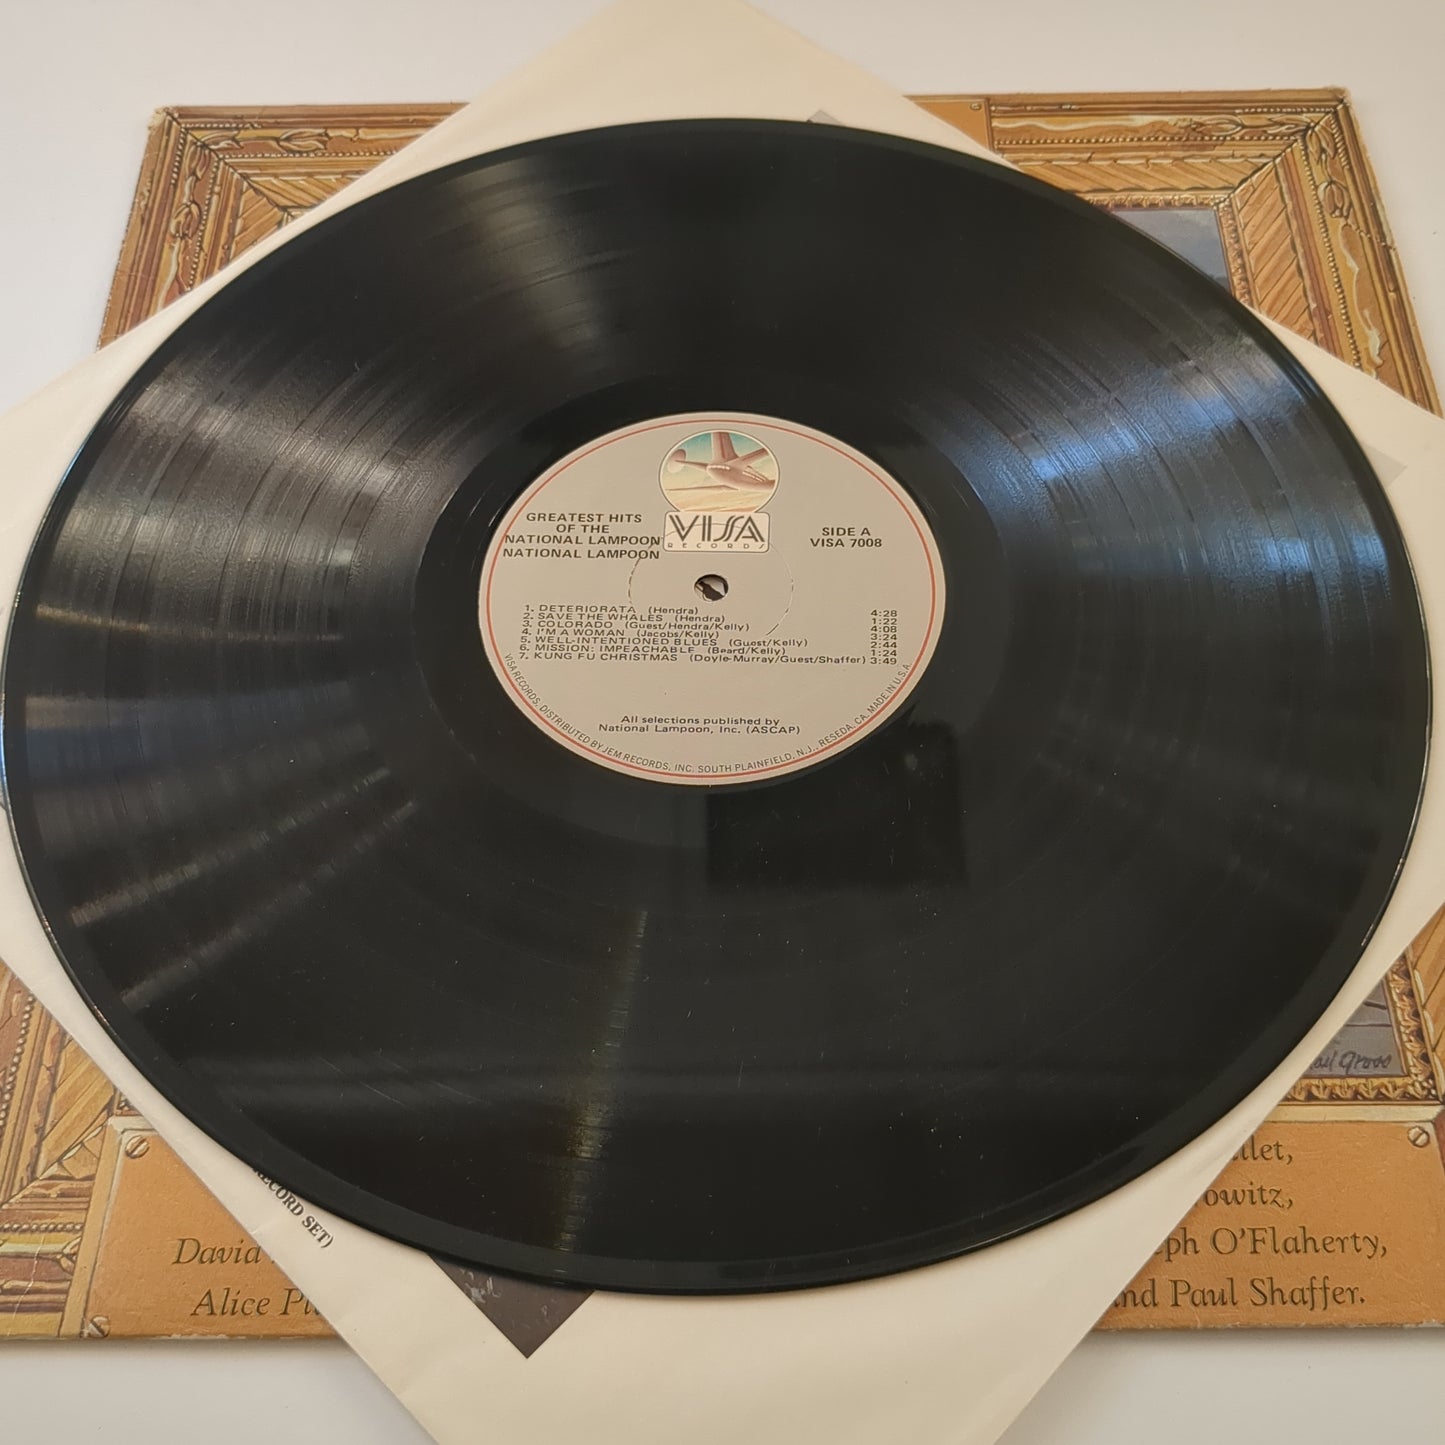 GREATEST HITS
OF THE
NATIONAL LAMPOON
NATIONAL LAMPOON
VISA
RECORDS
SIDE A
VISA 7008
1. DETERIORATA (Hendra) 4:28
2. SAVE THE WHALES (Hendra) 1:22
3. COLORADO (Guest/Hendra/Kelly) 4:08
4. I'M A WOMAN (Jacobs/Kelly) 3:24
5. WELL-INTENTIONED BLUES (Guest/Kelly) 2:44
6. MISSION: IMPEACHABLE (Beard/Kelly) 1:24
7. KUNG FU CHRISTMAS (Doyle-Murray/Guest/Shaffer) 3:49
All selections published by
National Lampoon, Inc. (ASCAP)
VISA RECORDS, DISTRIBUTED BY JEM RECORDS, INC. SOUTH PLAINFIELD, N.J., RESEDA, CA. MADE IN U.S.A.
RECORD SET)
David
Alice
O'Flaherty,
Paul Shaffer.